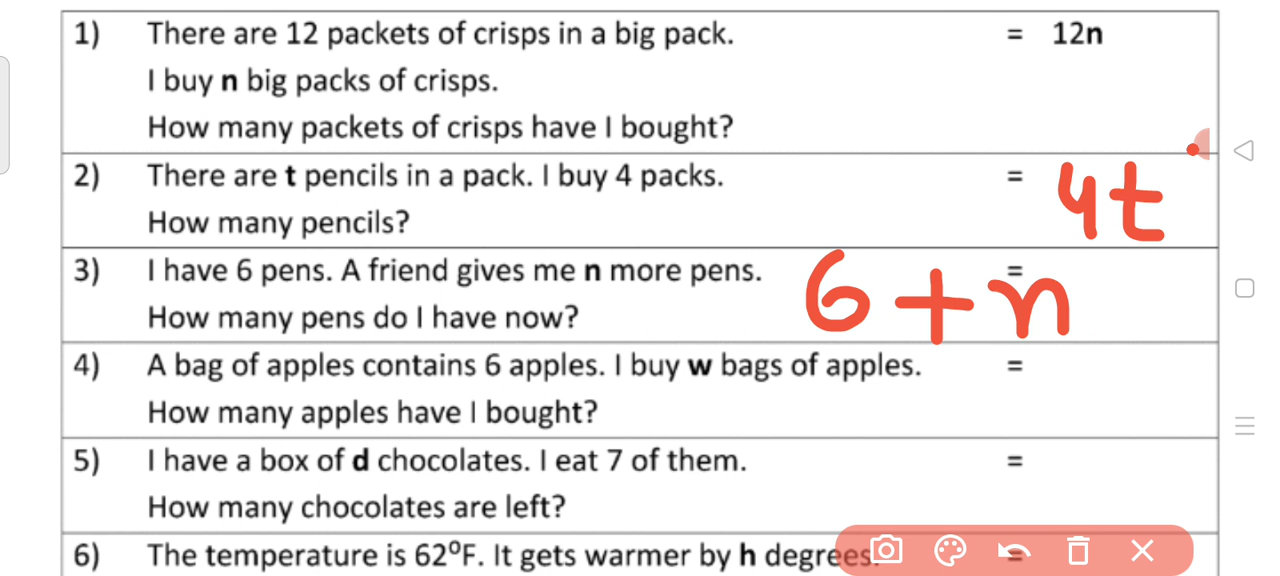 1) There are 12 packets of crisps in a big pack. = 12n
I buy n big packs of crisps.
How many packets of crisps have I bought?
2) There are t pencils in a pack. I buy 4 packs. = 4t
How many pencils?
3) I have 6 pens. A friend gives me n more pens. = 6+n
How many pens do I have now?
4) A bag of apples contains 6 apples. I buy w bags of apples. =
How many apples have I bought?
5) I have a box of d chocolates. I eat 7 of them. =
How many chocolates are left?
6) The temperature is 62⁰F. It gets warmer by h degrees. =